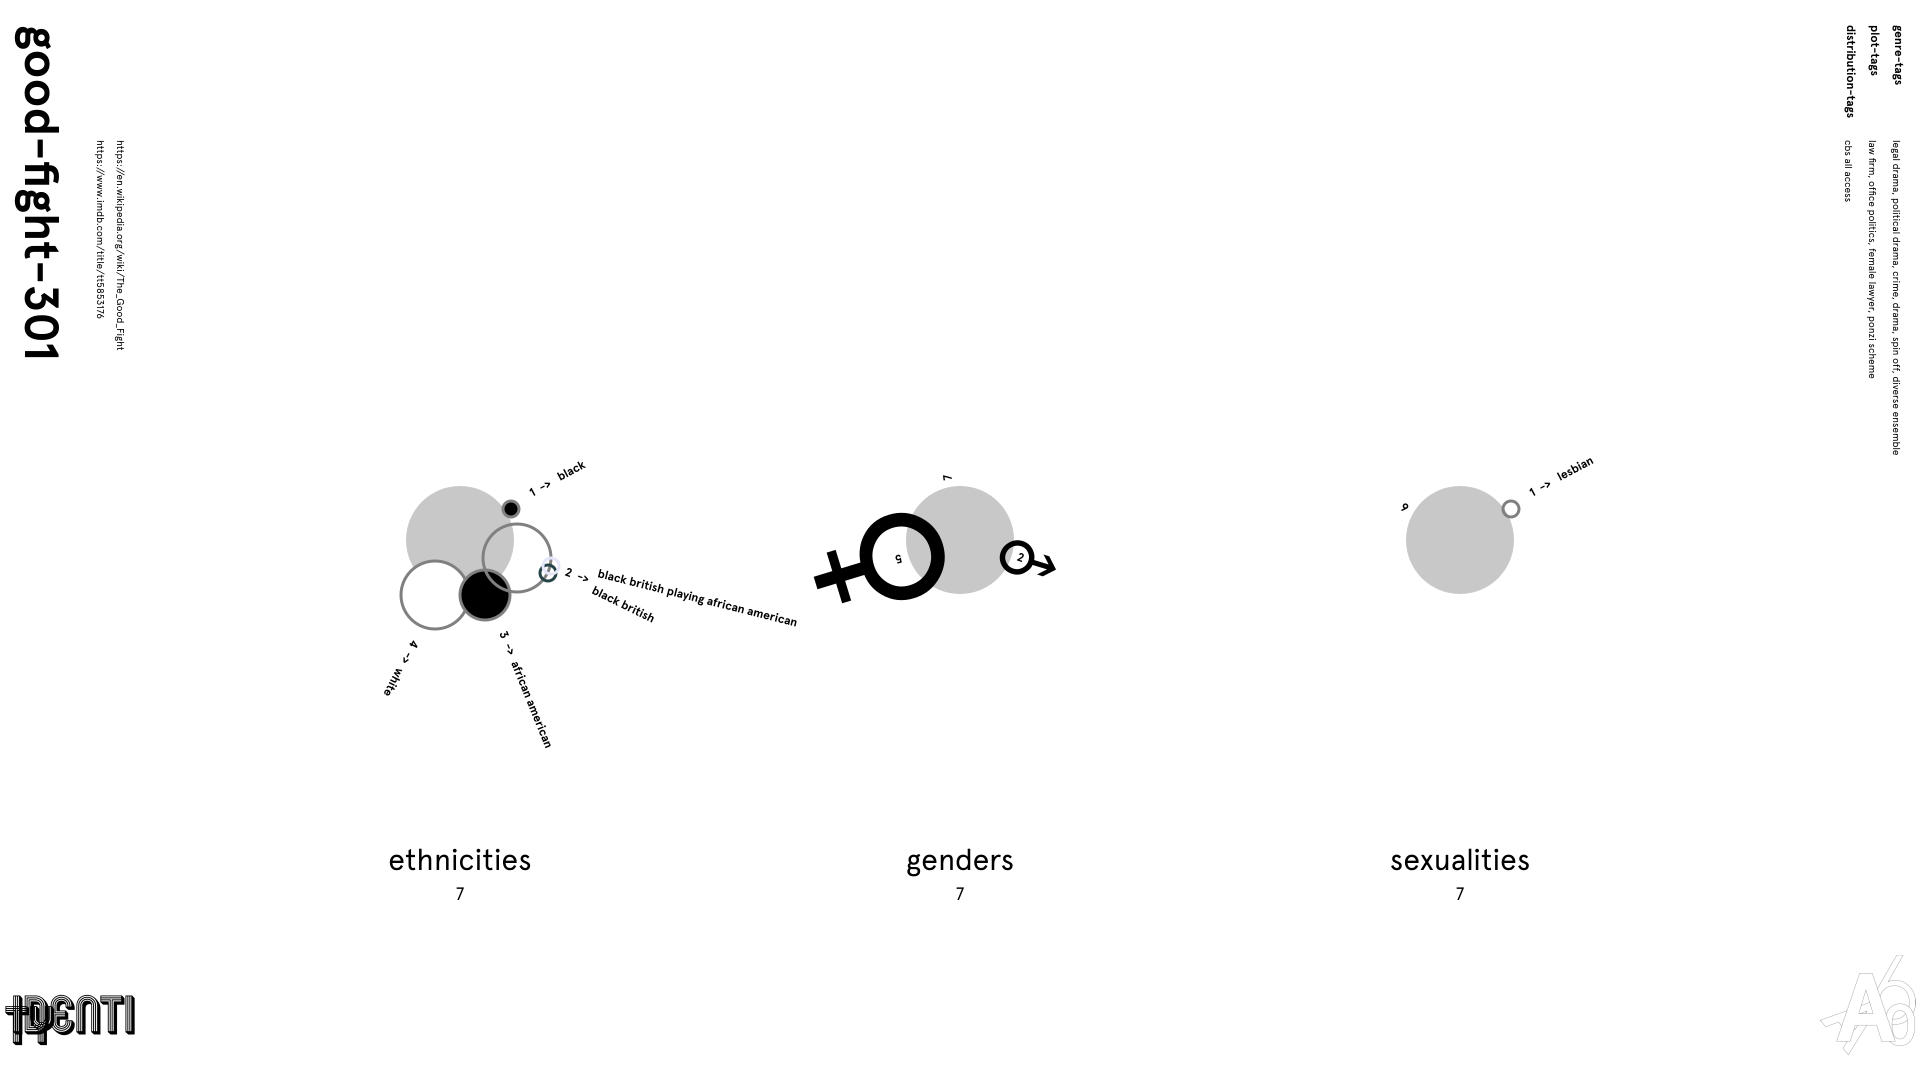 good-fight-301
https://en.wikipedia.org/wiki/The_Good_Fight
https://www.imdb.com/title/tt5853176
genre-tags legal drama, political drama, crime, drama, spin off, diverse ensemble
plot-tags law firm, office politics, female lawyer, ponzi scheme
distribution-tags cbs all access
1 -> black
2 -> black british playing african american
black british
3 -> african american
4 -> white
ethnicities
7
7
5
2
genders
7
6
1 -> lesbian
sexualities
7
IDENTI
A